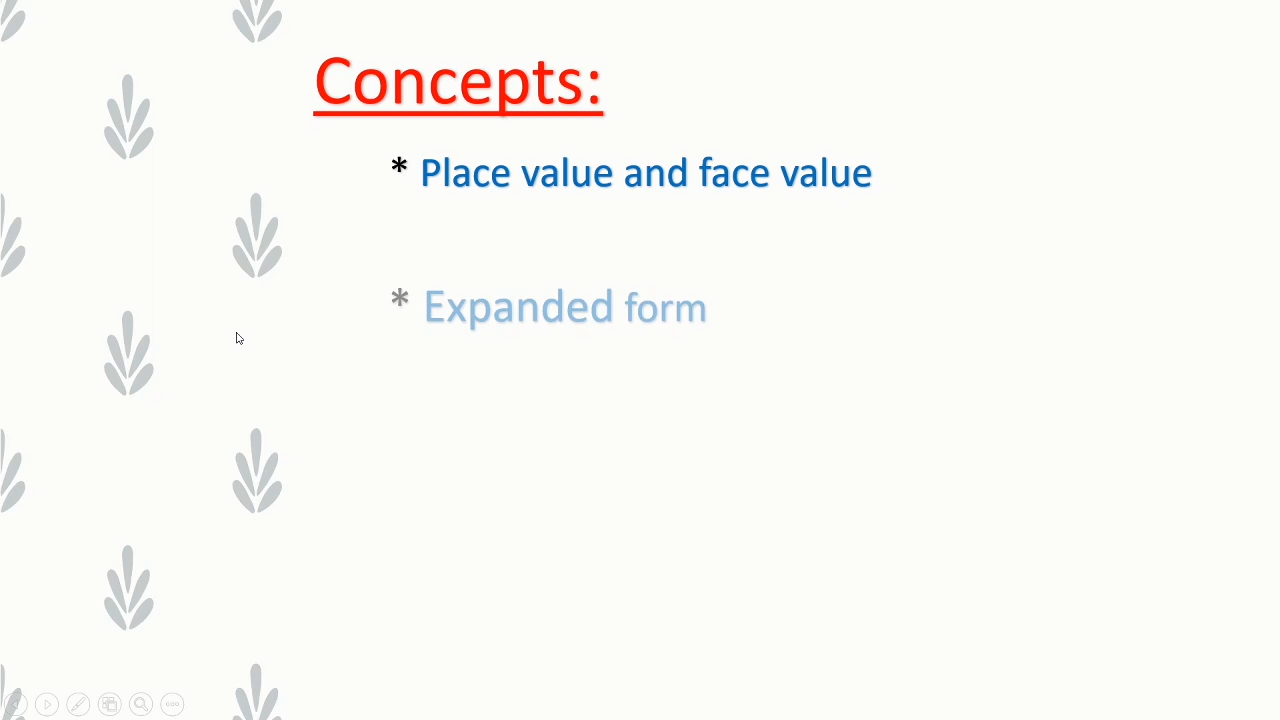 Concepts:
* Place value and face value
* Expanded form